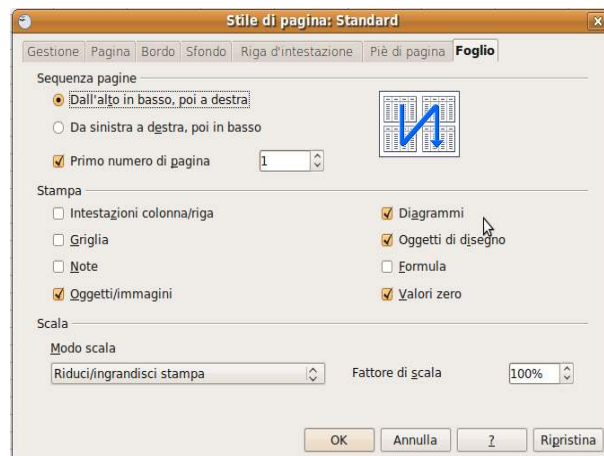 Stile di pagina: Standard
Gestione Pagina Bordo Sfondo Riga d'intestazione Piè di pagina Foglio
Sequenza pagine
Dall'alto in basso, poi a destra
Da sinistra a destra, poi in basso
Primo numero di pagina 1
Stampa
Intestazioni colonna/riga Diagrammi
Griglia Oggetti di disegno
Note Formula
Oggetti/immagini Valori zero
Scala
Modo scala
Riduci/ingrandisci stampa Fattore di scala 100%
OK Annulla ? Ripristina